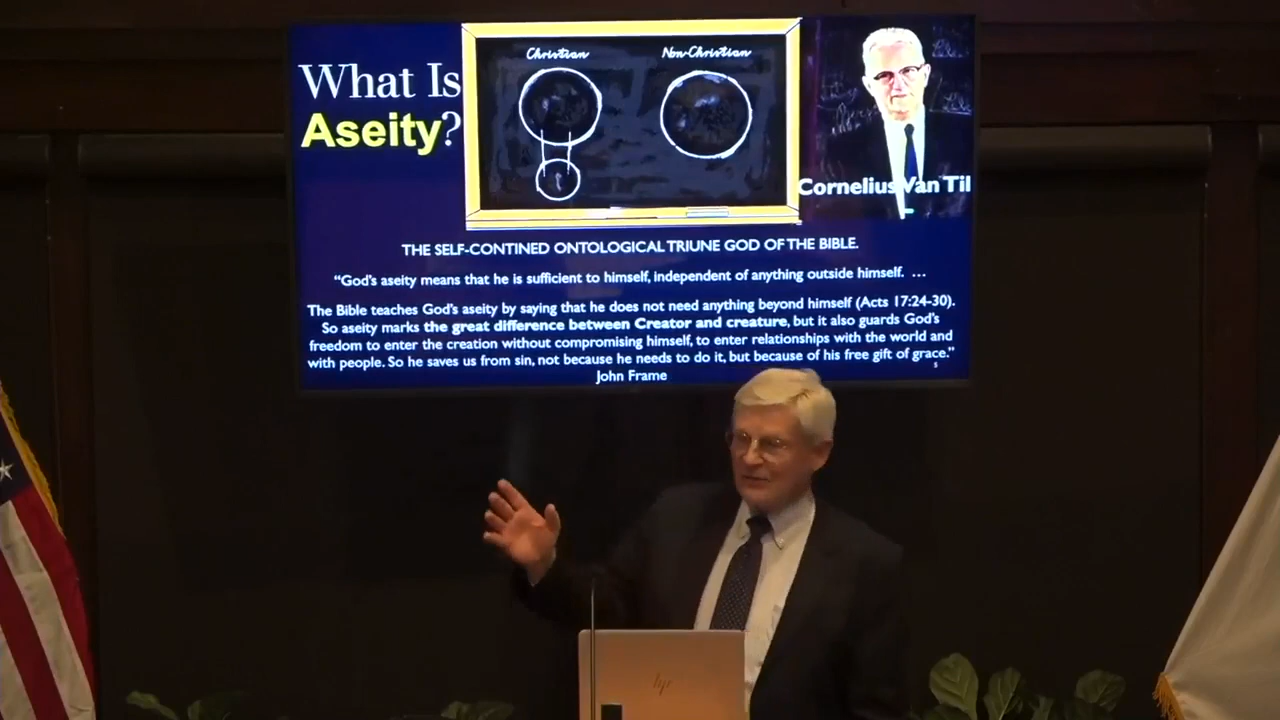 What Is
Aseity?
Christian
Non-Christian
Cornelius Van Til
THE SELF-CONTINED ONTOLOGICAL TRIUNE GOD OF THE BIBLE.
“God's aseity means that he is sufficient to himself, independent of anything outside himself. …
The Bible teaches God's aseity by saying that he does not need anything beyond himself (Acts 17:24-30).
So aseity marks the great difference between Creator and creature, but it also guards God's
freedom to enter the creation without compromising himself, to enter relationships with the world and
with people. So he saves us from sin, not because he needs to do it, but because of his free gift of grace.”
John Frame
5
hp